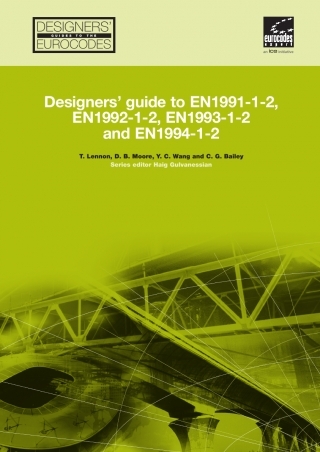 DESIGNERS'
GUIDES TO THE
EUROCODES
eurocodes
expert
an ice initiative
Designers' guide to EN1991-1-2,
EN1992-1-2, EN1993-1-2
and EN1994-1-2
T. Lennon, D. B. Moore, Y. C. Wang and C. G. Bailey
Series editor Haig Gulvanessian